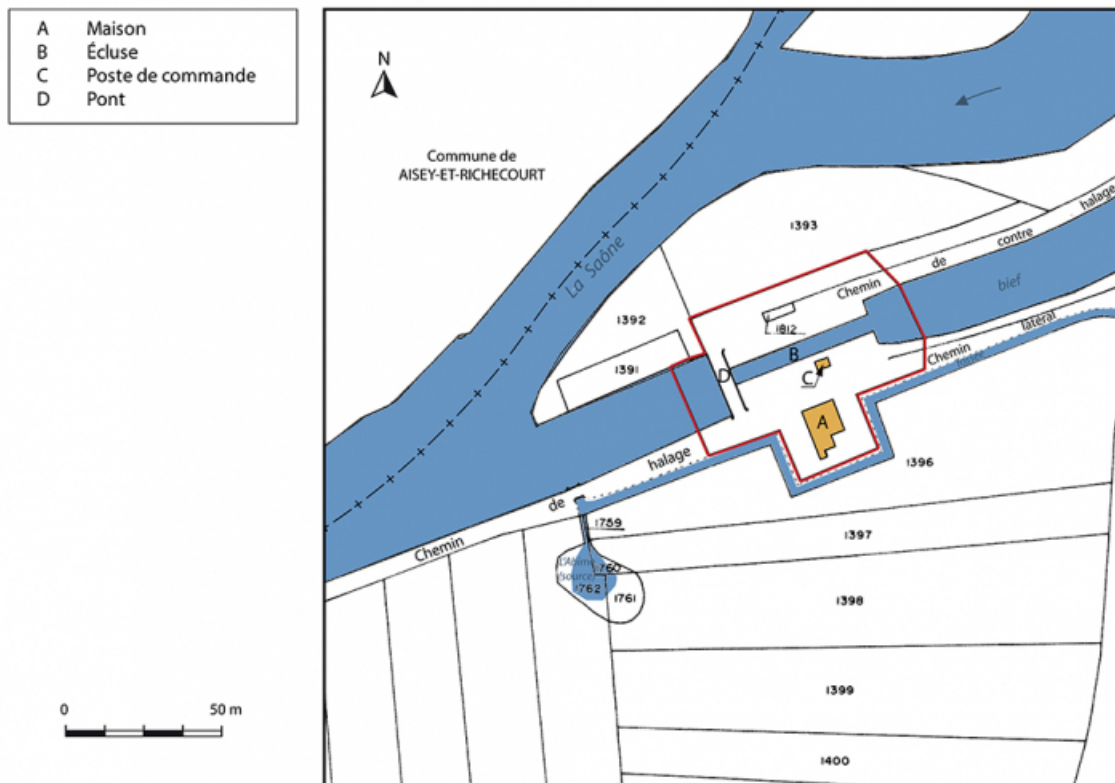 A Maison
B Écluse
C Poste de commande
D Pont
0 50 m
N
Commune de
AISEY-ET-RICHECOURT
La Saône
1393
Chemin de contre halage
bief
1392
1812
1391
B
D
C
A
Chemin latéral
fossé
1396
Chemin de halage
1759
1397
L'Abîme
(source)
1760
1762
1761
1398
1399
1400